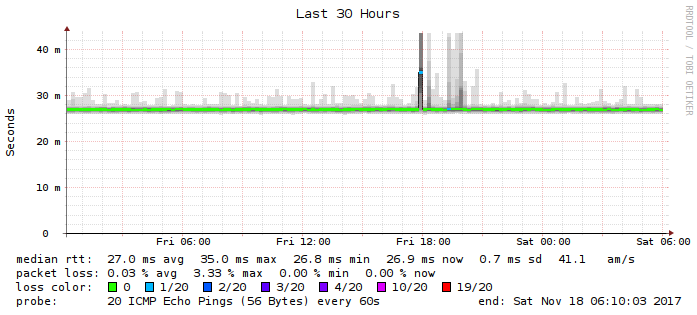 Last 30 Hours
RRDTOOL / TOBI OETIKER
Seconds
40 m
30 m
20 m
10 m
0
Fri 06:00 Fri 12:00 Fri 18:00 Sat 00:00 Sat 06:00
median rtt: 27.0 ms avg 35.0 ms max 26.8 ms min 26.9 ms now 0.7 ms sd 41.1 am/s
packet loss: 0.03 % avg 3.33 % max 0.00 % min 0.00 % now
loss color: 0 1/20 2/20 3/20 4/20 10/20 19/20
probe: 20 ICMP Echo Pings (56 Bytes) every 60s end: Sat Nov 18 06:10:03 2017